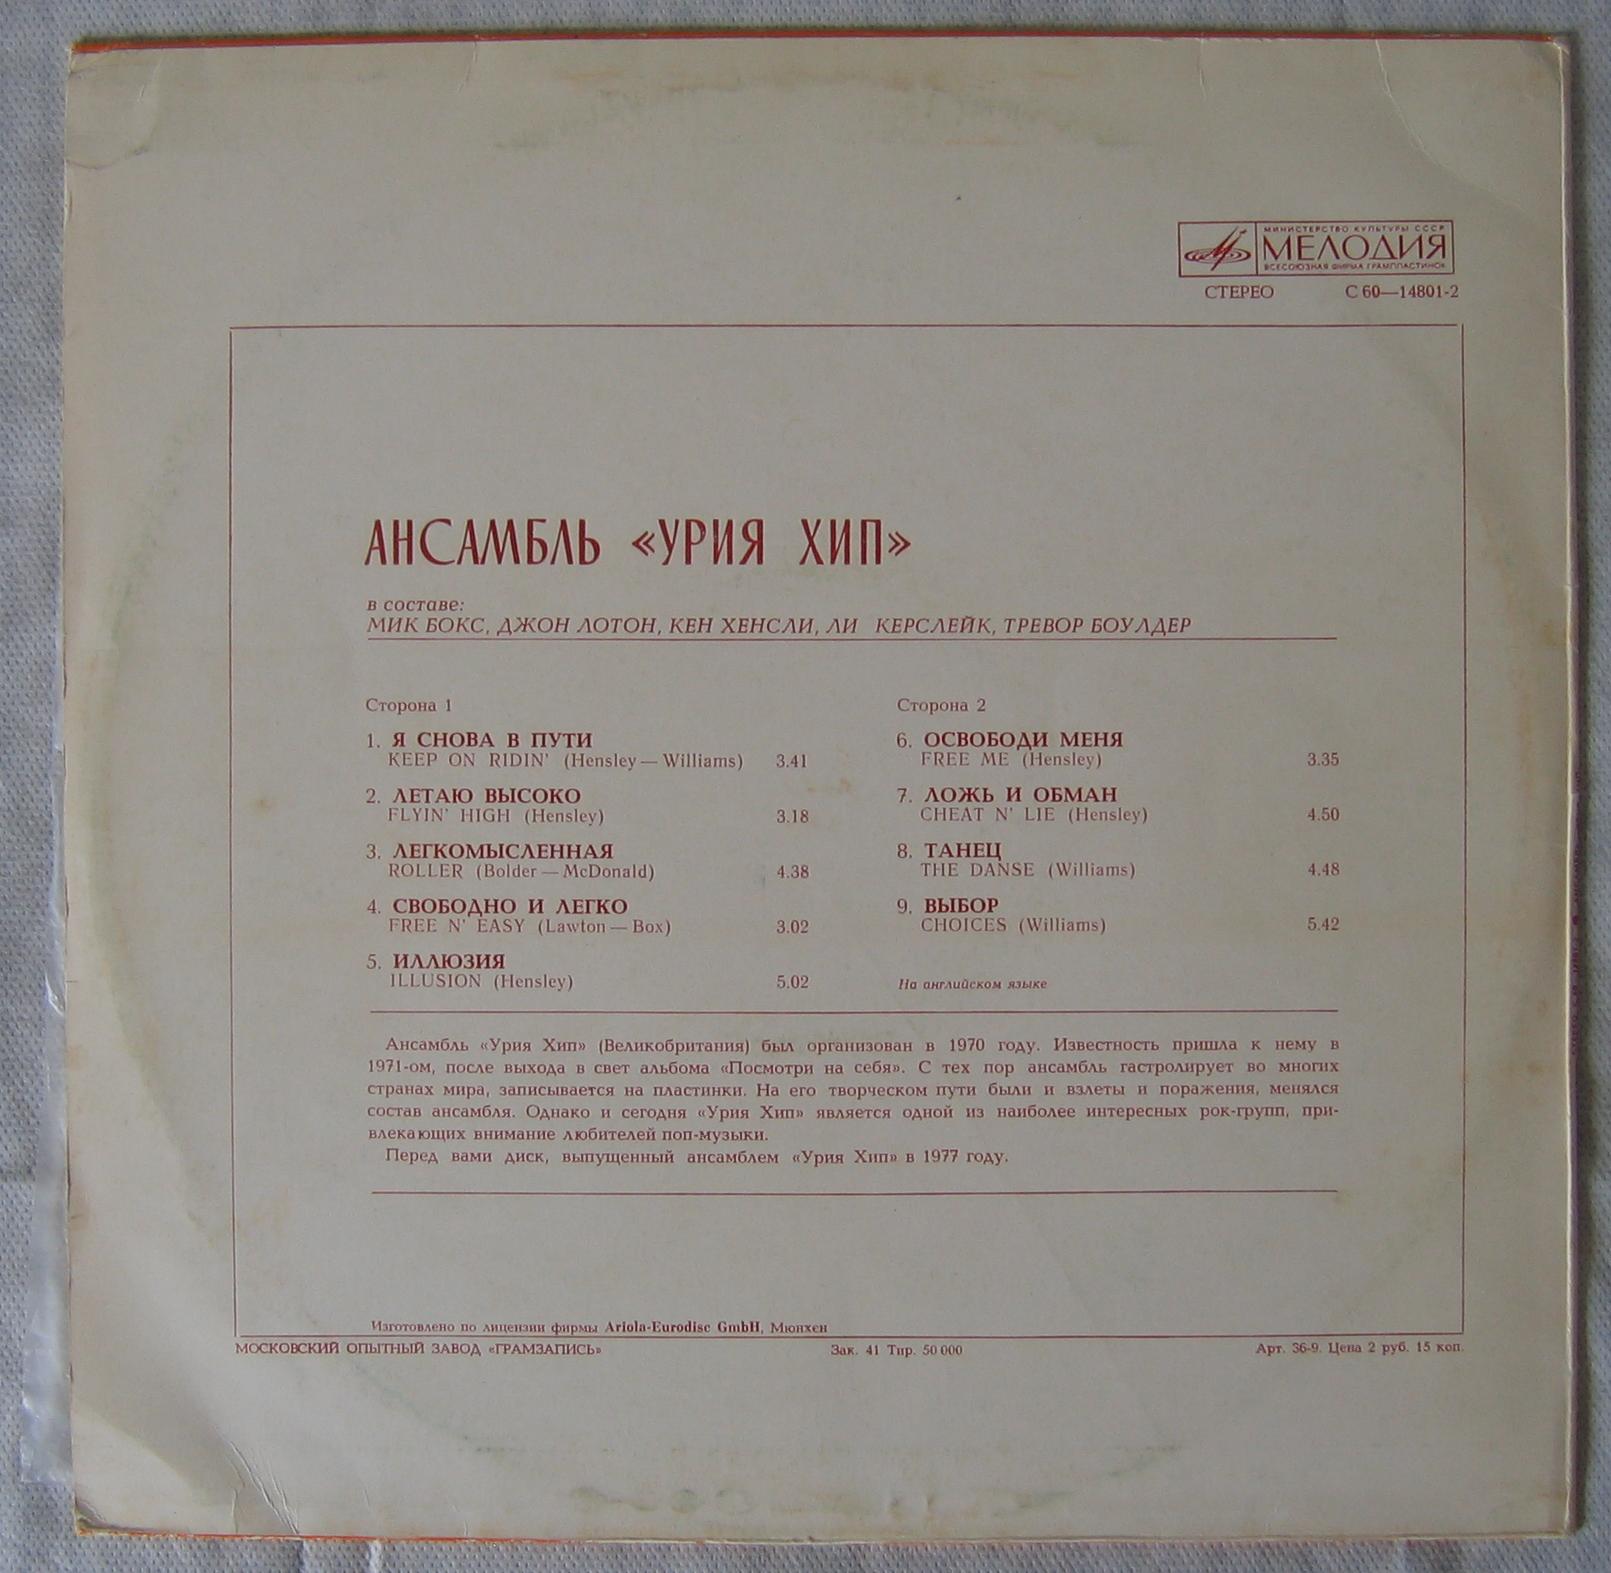 МИНИСТЕРСТВО КУЛЬТУРЫ СССР
МЕЛОДИЯ
ВСЕСОЮЗНАЯ ФИРМА ГРАМПЛАСТИНОК
СТЕРЕО С 60—14801-2
АНСАМБЛЬ «УРИЯ ХИП»
в составе:
МИК БОКС, ДЖОН ЛОТОН, КЕН ХЕНСЛИ, ЛИ КЕРСЛЕЙК, ТРЕВОР БОУЛДЕР
Сторона 1
1. Я СНОВА В ПУТИ
KEEP ON RIDIN' (Hensley — Williams) 3.41
2. ЛЕТАЮ ВЫСОКО
FLYIN' HIGH (Hensley) 3.18
3. ЛЕГКОМЫСЛЕННАЯ
ROLLER (Bolder — McDonald) 4.38
4. СВОБОДНО И ЛЕГКО
FREE N' EASY (Lawton — Box) 3.02
5. ИЛЛЮЗИЯ
ILLUSION (Hensley) 5.02
Сторона 2
6. ОСВОБОДИ МЕНЯ
FREE ME (Hensley) 3.35
7. ЛОЖЬ И ОБМАН
CHEAT N' LIE (Hensley) 4.50
8. ТАНЕЦ
THE DANSE (Williams) 4.48
9. ВЫБОР
CHOICES (Williams) 5.42
На английском языке
Ансамбль «Урия Хип» (Великобритания) был организован в 1970 году. Известность пришла к нему в
1971-ом, после выхода в свет альбома «Посмотри на себя». С тех пор ансамбль гастролирует во многих
странах мира, записывается на пластинки. На его творческом пути были и взлеты и поражения, менялся
состав ансамбля. Однако и сегодня «Урия Хип» является одной из наиболее интересных рок-групп, при-
влекающих внимание любителей поп-музыки.
Перед вами диск, выпущенный ансамблем «Урия Хип» в 1977 году.
Изготовлено по лицензии фирмы Ariola-Eurodisc GmbH, Мюнхен
МОСКОВСКИЙ ОПЫТНЫЙ ЗАВОД «ГРАМЗАПИСЬ» Зак. 41 Тир. 50 000 Арт. 36-9. Цена 2 руб. 15 коп.